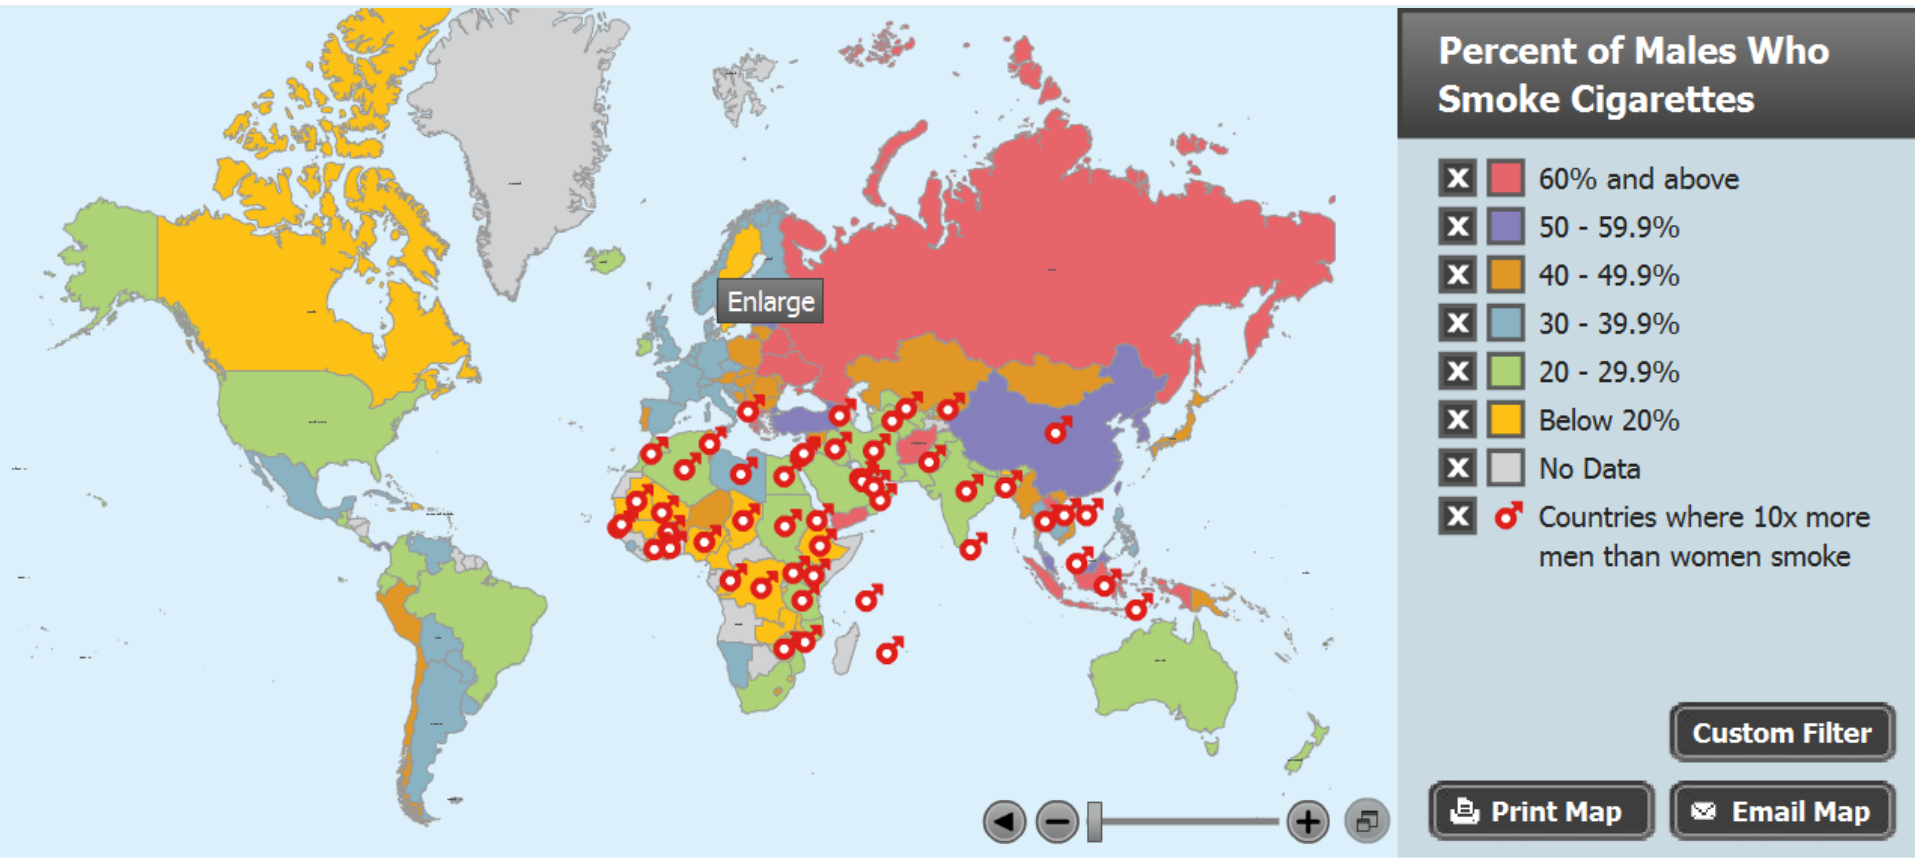 Percent of Males Who
Smoke Cigarettes
X 60% and above
X 50 - 59.9%
X 40 - 49.9%
X 30 - 39.9%
X 20 - 29.9%
X Below 20%
X No Data
X Countries where 10x more
men than women smoke
Enlarge
Custom Filter
Print Map
Email Map